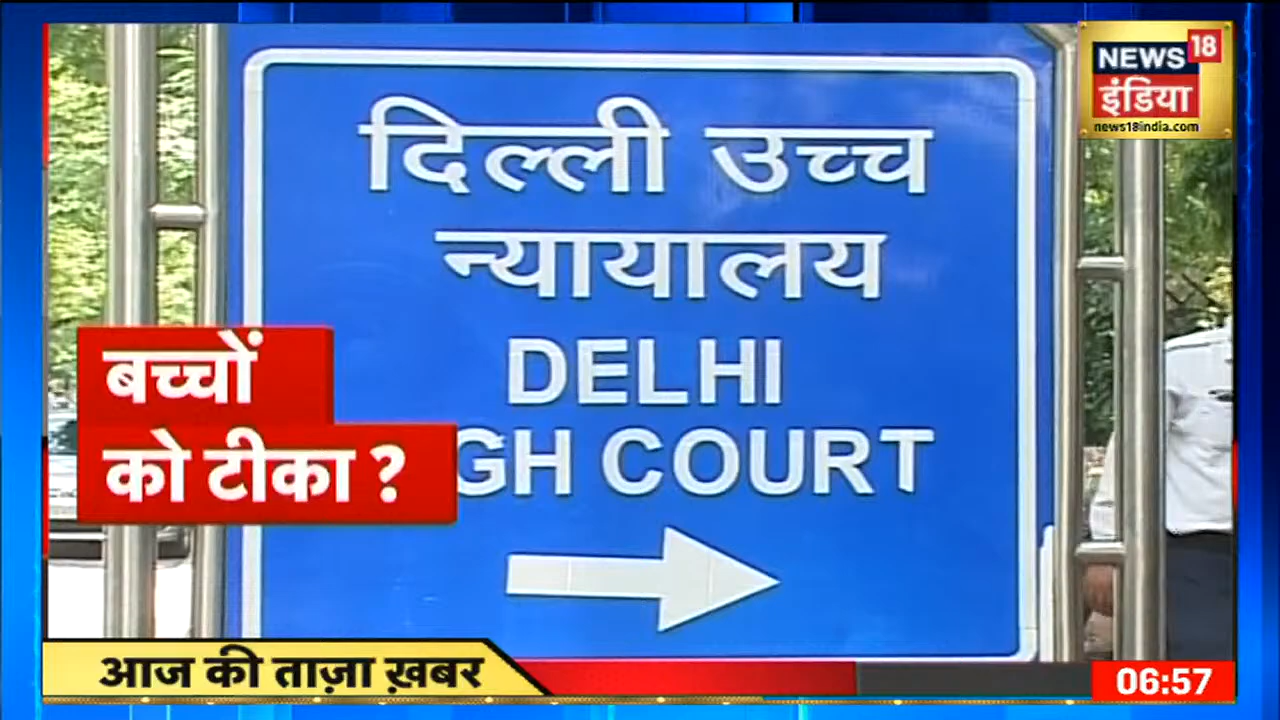 NEWS 18
इंडिया
news18india.com
दिल्ली उच्च
न्यायालय
DELHI
GH COURT
बच्चों
को टीका ?
आज की ताज़ा ख़बर
06:57